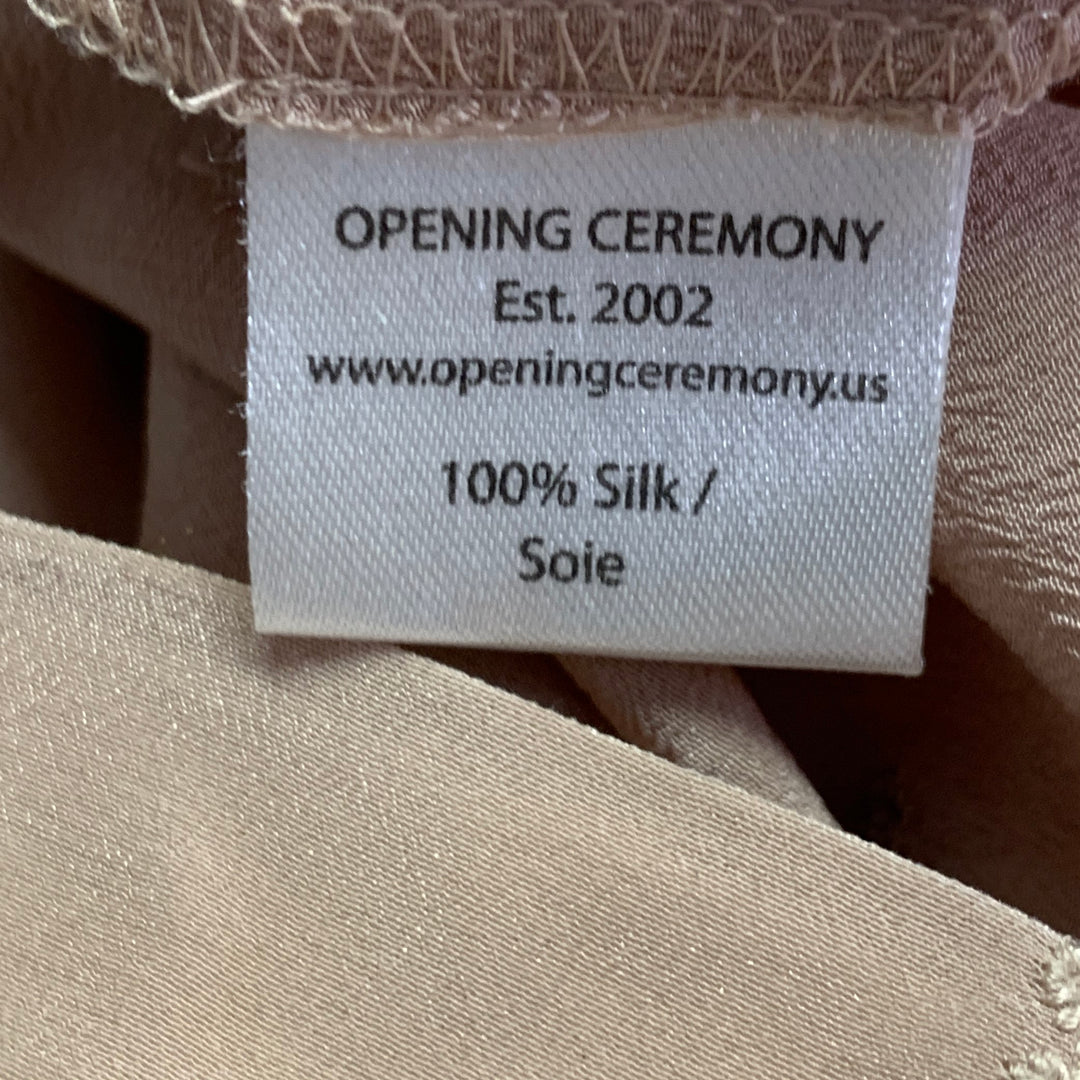 OPENING CEREMONY
Est. 2002
www.openingceremony.us
100% Silk /
Soie